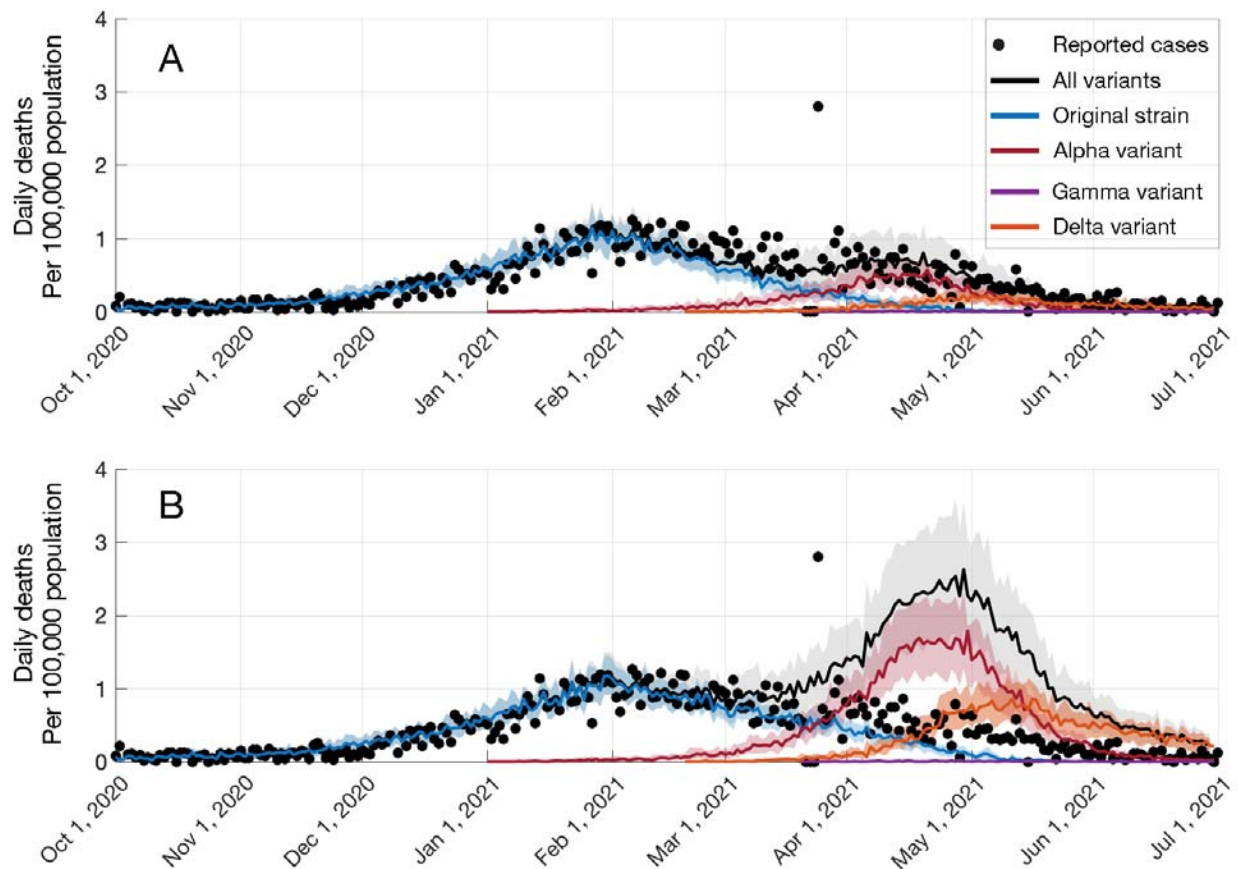 A
Daily deaths
Per 100,000 population
4
3
2
1
0
Reported cases
All variants
Original strain
Alpha variant
Gamma variant
Delta variant
Oct 1, 2020
Nov 1, 2020
Dec 1, 2020
Jan 1, 2021
Feb 1, 2021
Mar 1, 2021
Apr 1, 2021
May 1, 2021
Jun 1, 2021
Jul 1, 2021
B
Daily deaths
Per 100,000 population
4
3
2
1
0
Oct 1, 2020
Nov 1, 2020
Dec 1, 2020
Jan 1, 2021
Feb 1, 2021
Mar 1, 2021
Apr 1, 2021
May 1, 2021
Jun 1, 2021
Jul 1, 2021